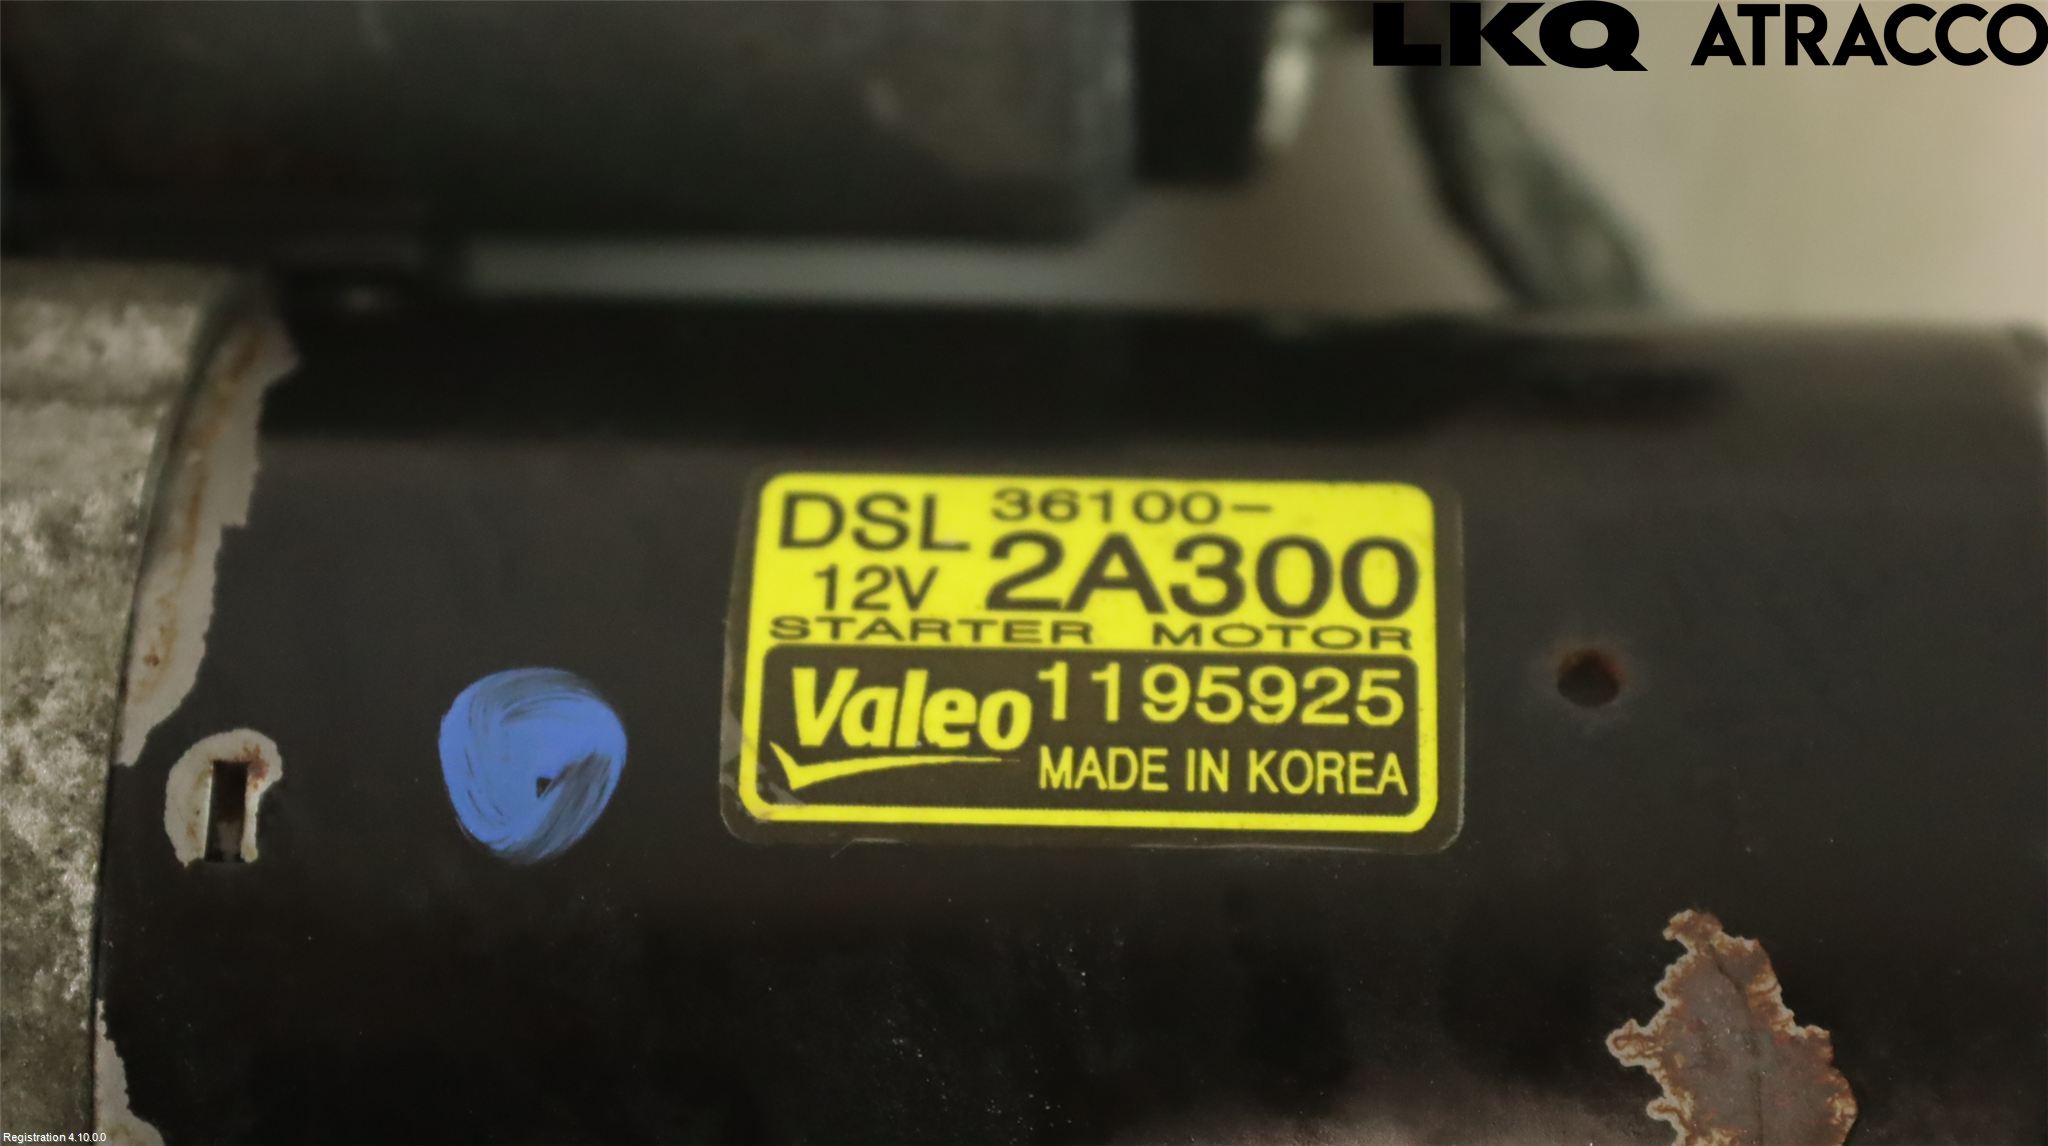 LKQ ATRACCO
DSL 36100-
12V 2A300
STARTER MOTOR
Valeo 1195925
MADE IN KOREA
Registration 4.10.0.0